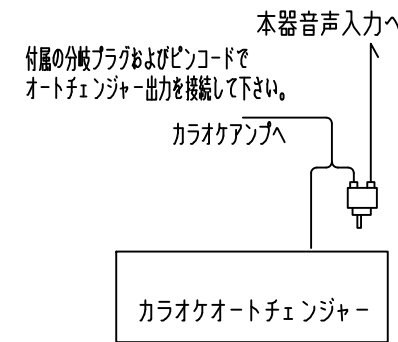 本器音声入力へ
付属の分岐プラグおよびピンコードで
オートチェンジャー出力を接続して下さい。
カラオケアンプへ
カラオケオートチェンジャー